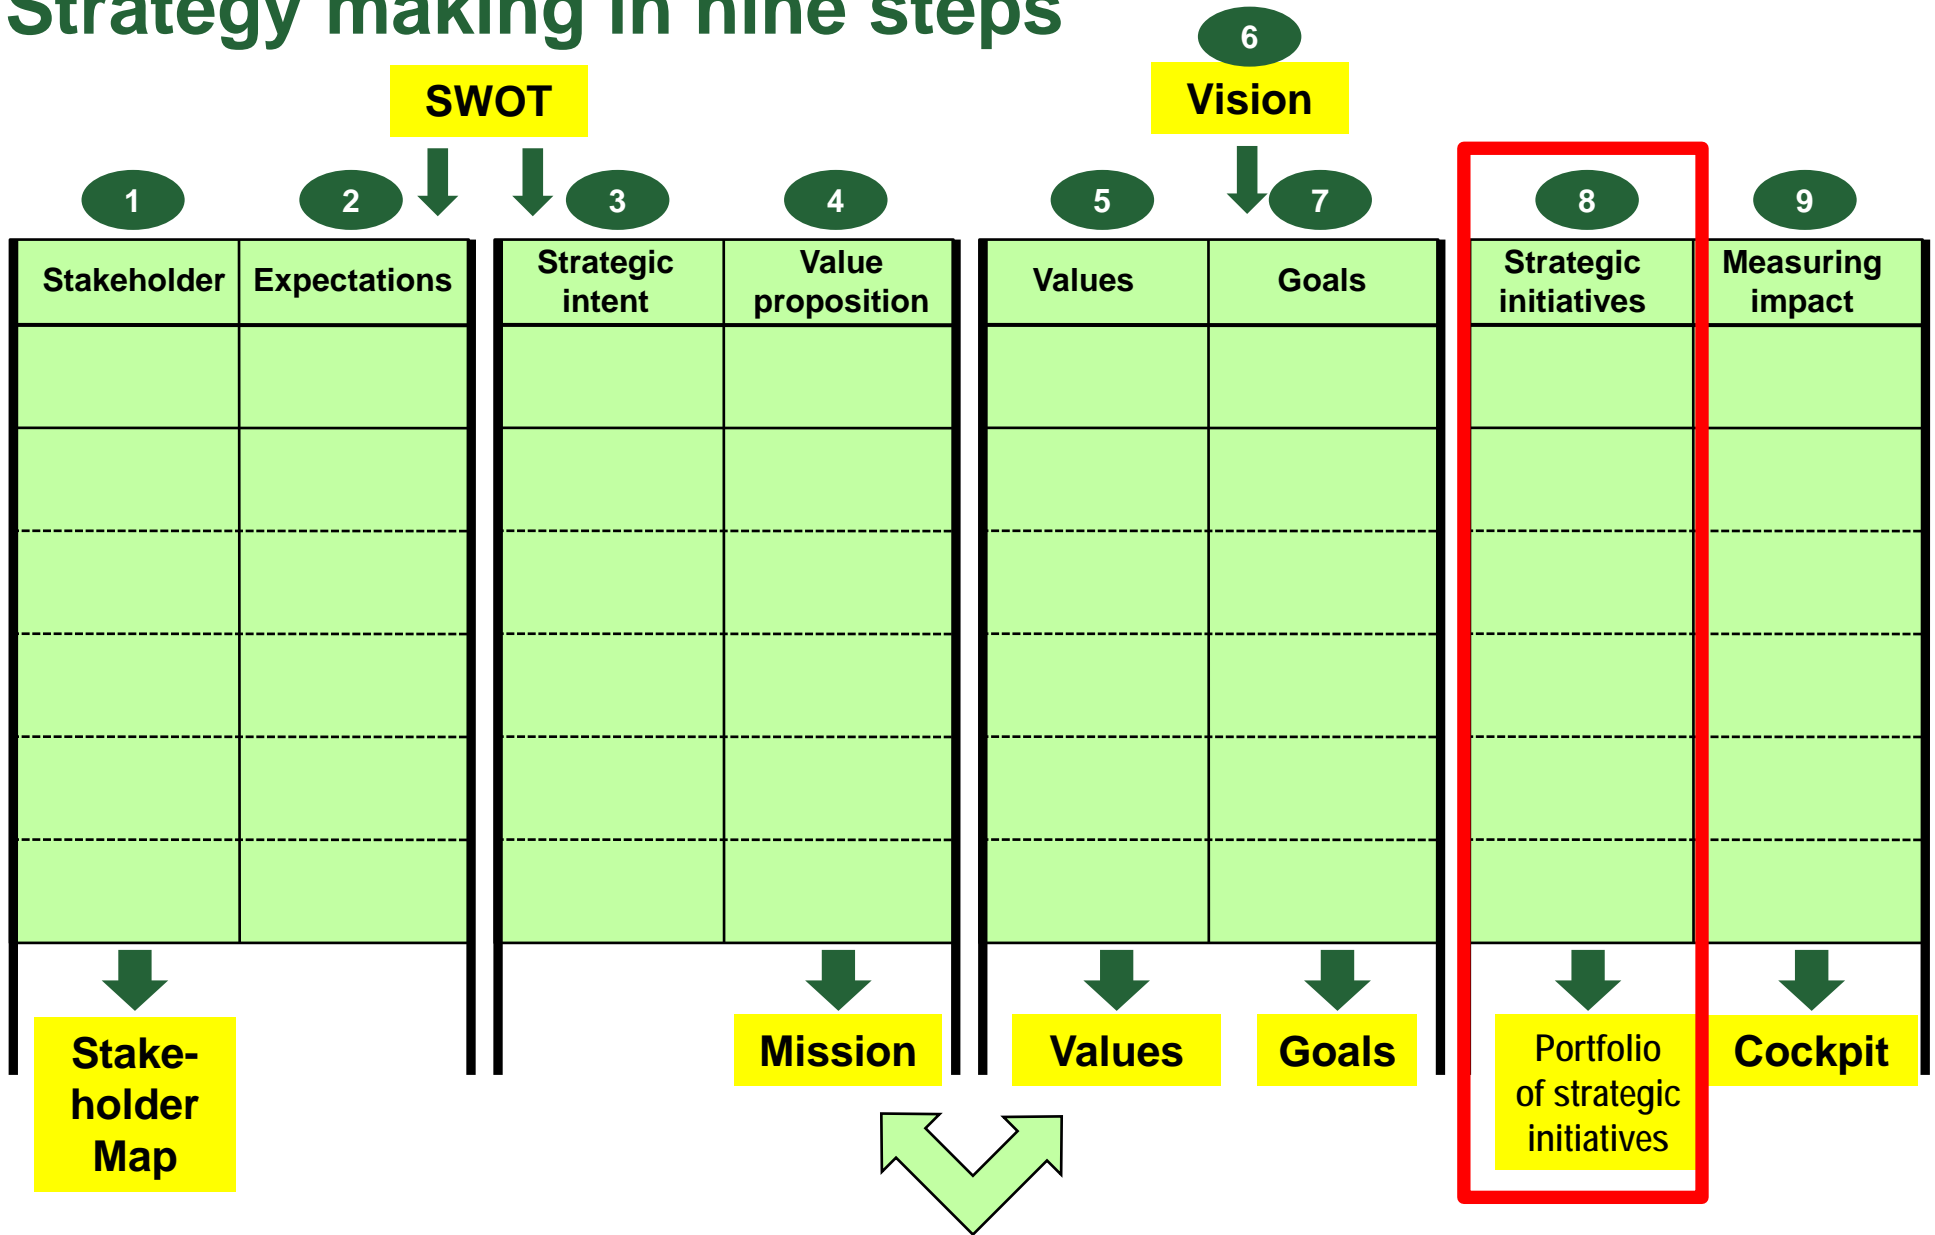 Strategy making in nine steps
6
SWOT
Vision
1
2
3
4
5
7
8
9
Stakeholder
Expectations
Strategic
intent
Value
proposition
Values
Goals
Strategic
initiatives
Measuring
impact
Stake-
holder
Map
Mission
Values
Goals
Portfolio
of strategic
initiatives
Cockpit